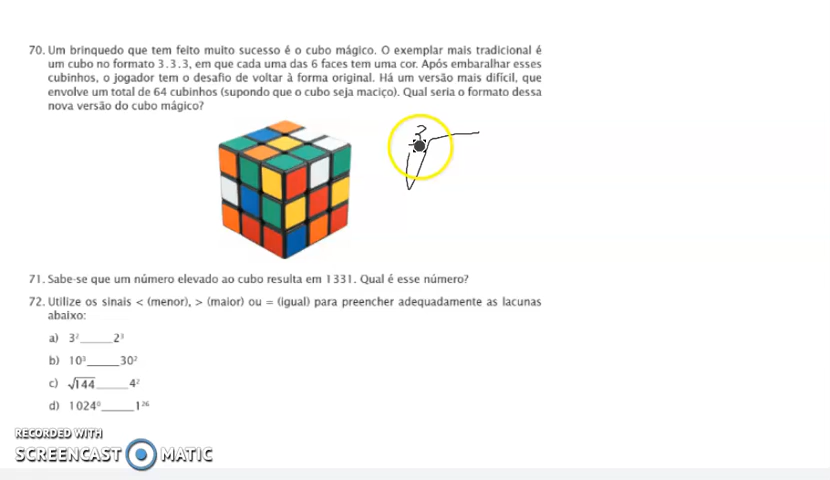 70. Um brinquedo que tem feito muito sucesso é o cubo mágico. O exemplar mais tradicional é
um cubo no formato 3.3.3, em que cada uma das 6 faces tem uma cor. Após embaralhar esses
cubinhos, o jogador tem o desafio de voltar à forma original. Há um versão mais difícil, que
envolve um total de 64 cubinhos (supondo que o cubo seja maciço). Qual seria o formato dessa
nova versão do cubo mágico?
3
71. Sabe-se que um número elevado ao cubo resulta em 1331. Qual é esse número?
72. Utilize os sinais < (menor), > (maior) ou = (igual) para preencher adequadamente as lacunas
abaixo:
a) 3²_____2³
b) 10³_____30²
c) √144_____4²
d) 1024⁰_____1²⁶
RECORDED WITH
SCREENCAST MATIC